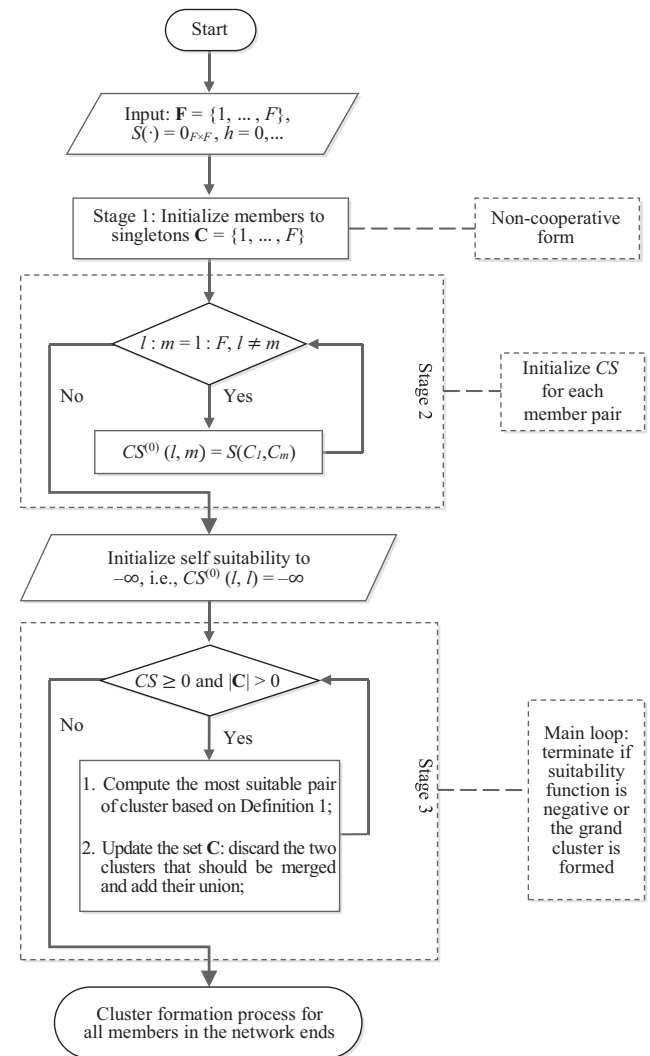 Start
Input: F = {1, ... , F},
S(·) = 0F×F , h = 0,...
Stage 1: Initialize members to
singletons C = {1, ... , F}
Non-cooperative
form
l : m = 1 : F, l ≠ m
No
Yes
CS(0) (l, m) = S(Cl,Cm)
Stage 2
Initialize CS
for each
member pair
Initialize self suitability to
–∞, i.e., CS(0) (l, l) = –∞
CS ≥ 0 and |C| > 0
No
Yes
1. Compute the most suitable pair
of cluster based on Definition 1;
2. Update the set C: discard the two
clusters that should be merged
and add their union;
Stage 3
Main loop:
terminate if
suitability
function is
negative or
the grand
cluster is
formed
Cluster formation process for
all members in the network ends